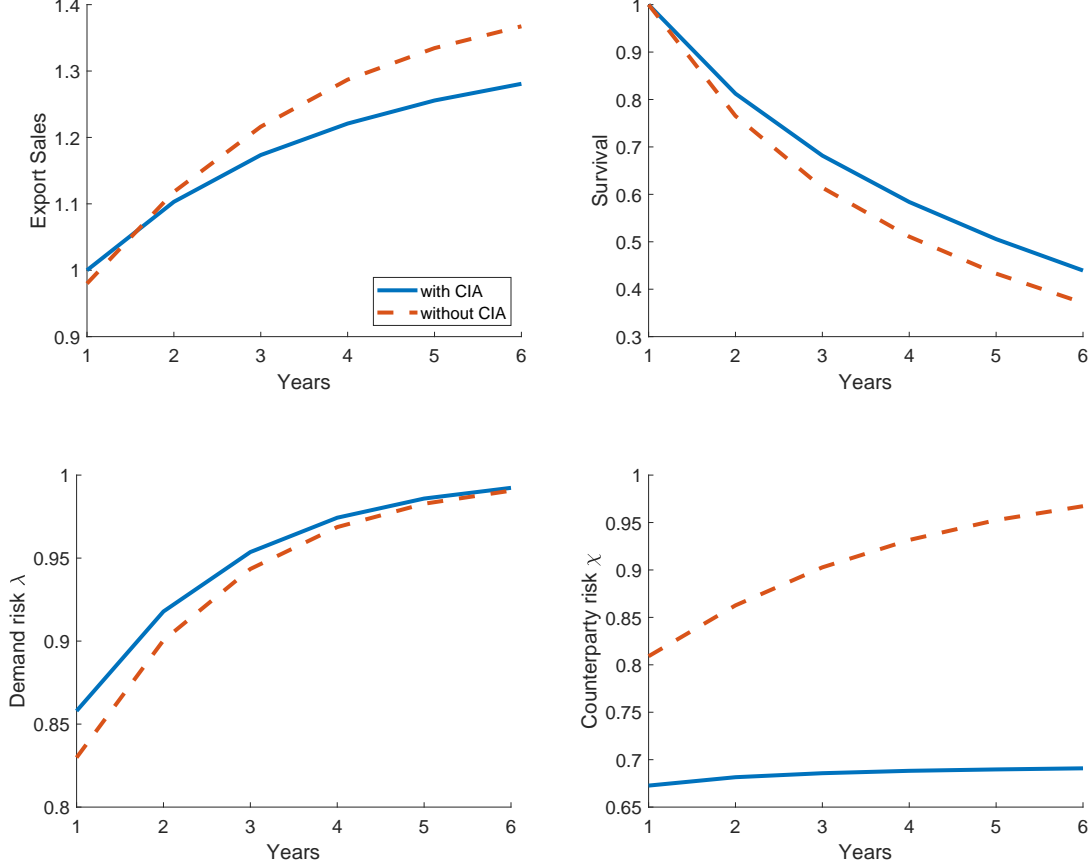 1.4
1.3
1.2
1.1
1
0.9
Export Sales
with CIA
without CIA
1 2 3 4 5 6
Years
1
0.9
0.8
0.7
0.6
0.5
0.4
0.3
Survival
1 2 3 4 5 6
Years
1
0.95
0.9
0.85
0.8
Demand risk λ
1 2 3 4 5 6
Years
1
0.95
0.9
0.85
0.8
0.75
0.7
0.65
Counterparty risk χ
1 2 3 4 5 6
Years